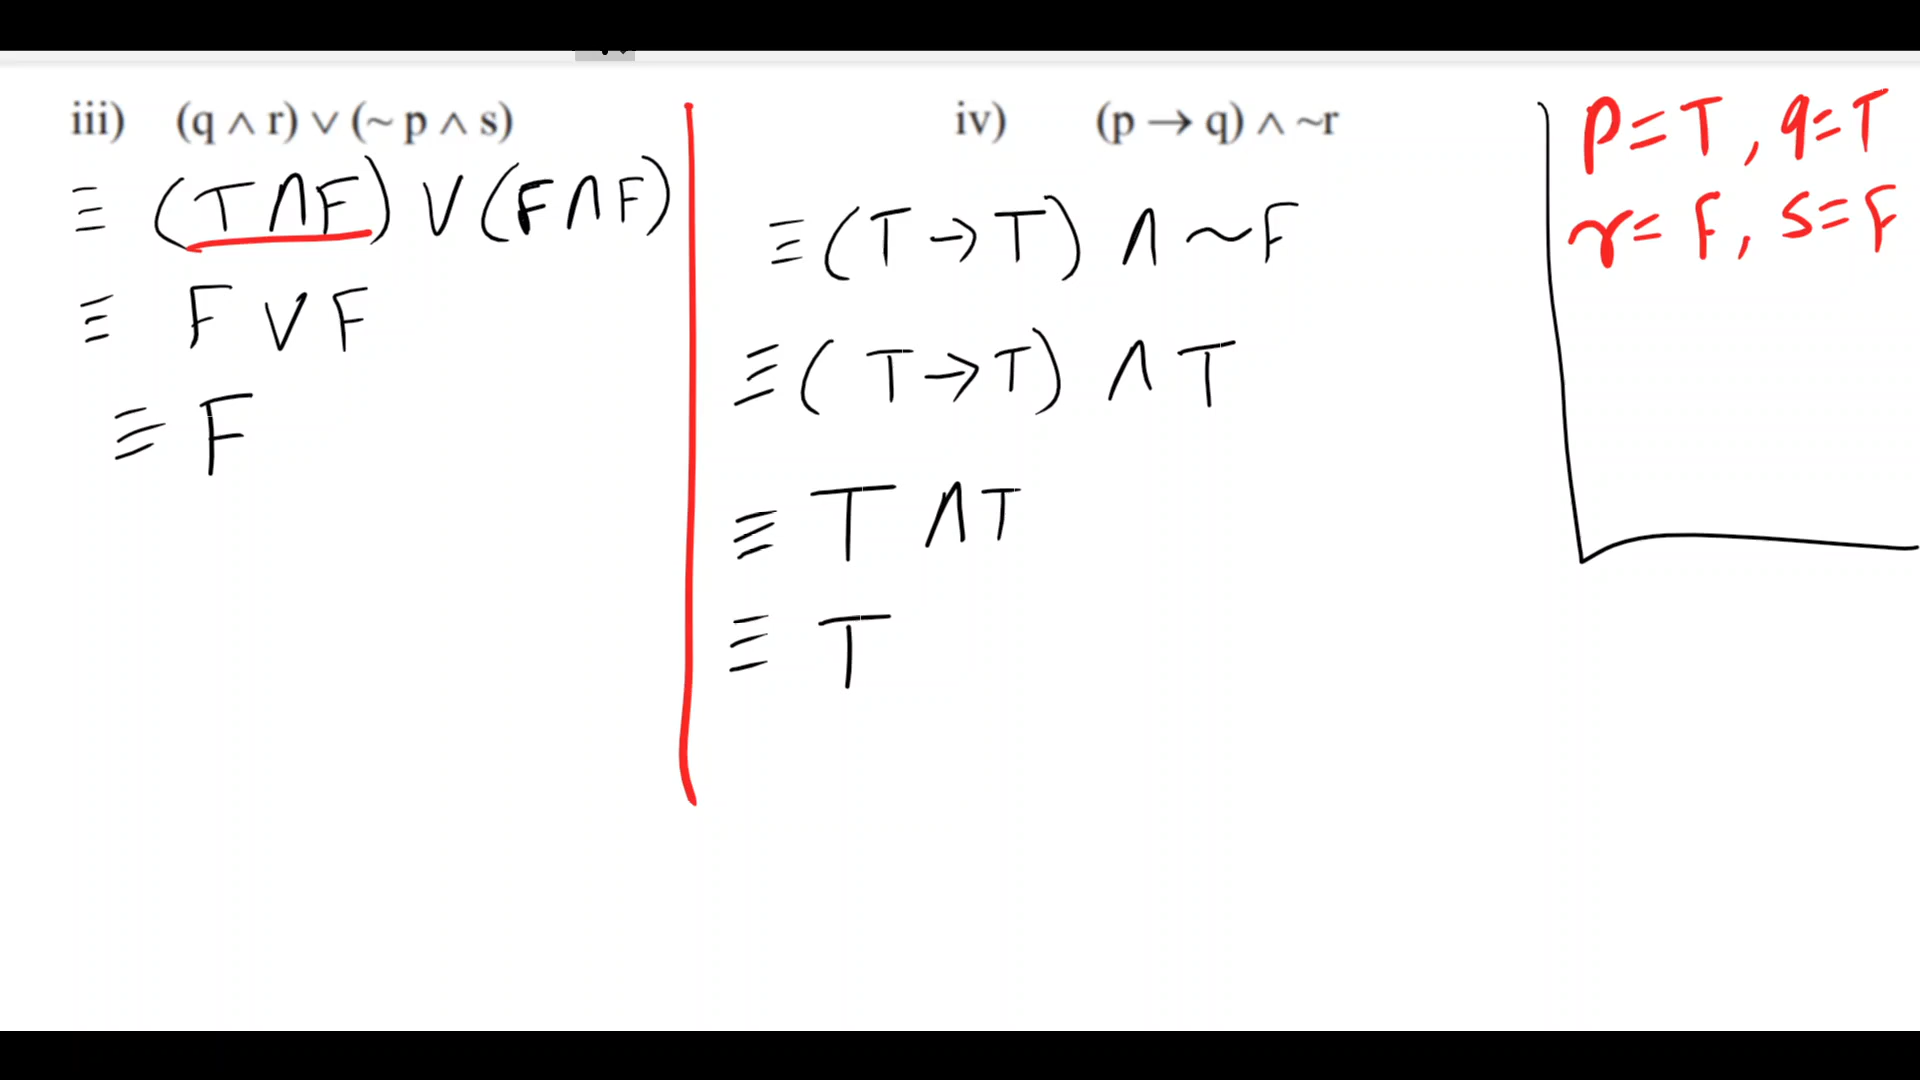 iii) (q ∧ r) ∨ (~ p ∧ s)
≡ (T ∧ F) ∨ (F ∧ F)
≡ F ∨ F
≡ F
iv) (p → q) ∧ ~r
≡ (T → T) ∧ ~F
≡ (T → T) ∧ T
≡ T ∧ T
≡ T
p = T, q = T
r = F, s = F